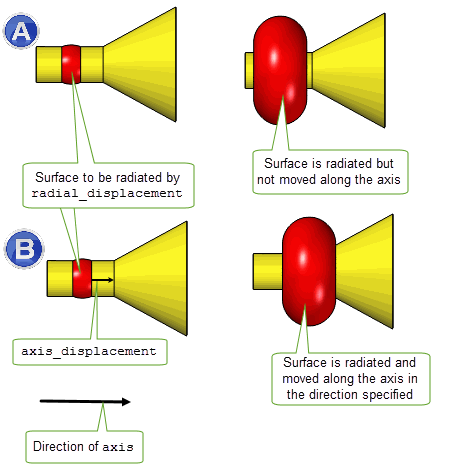 A
Surface to be radiated by
radial_displacement
Surface is radiated but
not moved along the axis
B
axis_displacement
Surface is radiated and
moved along the axis in
the direction specified
Direction of axis